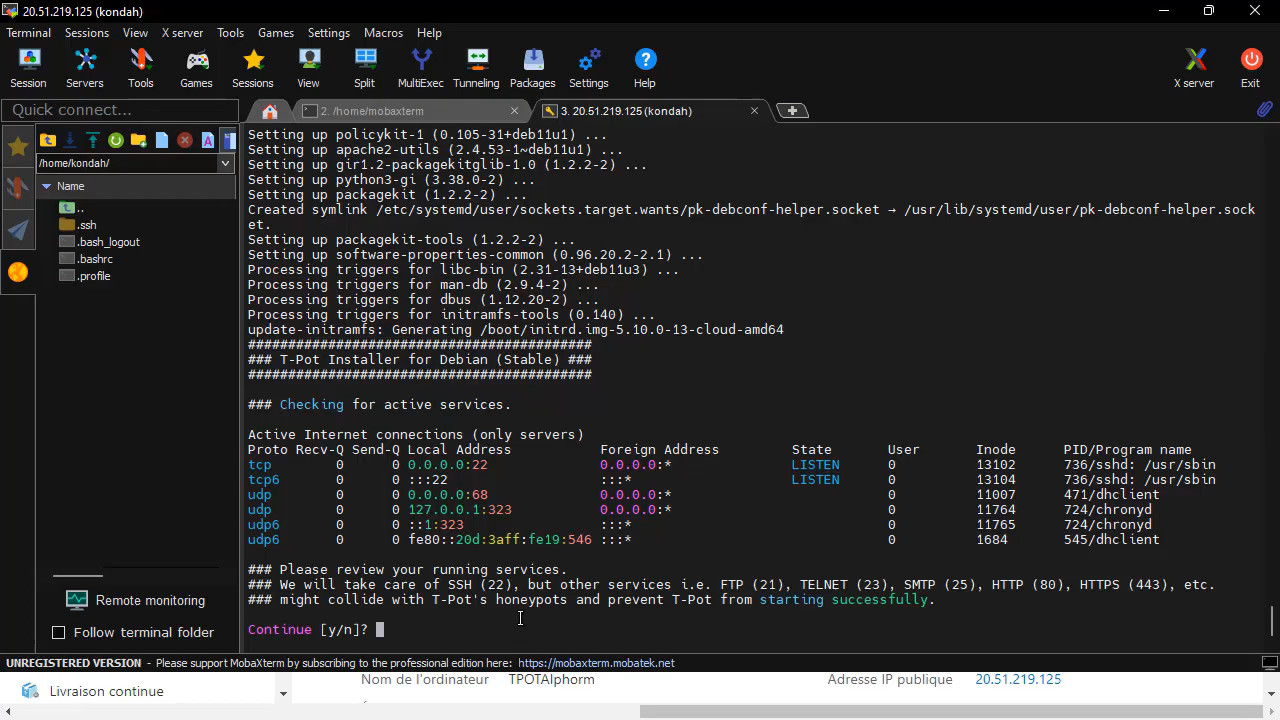 20.51.219.125 (kondah)
Terminal Sessions View X server Tools Games Settings Macros Help
Session Servers Tools Games Sessions View Split MultiExec Tunneling Packages Settings Help X server Exit
Quick connect...
2. /home/mobaxterm
3. 20.51.219.125 (kondah)
/home/kondah/
Name
..
.ssh
.bash_logout
.bashrc
.profile
Remote monitoring
Follow terminal folder
Setting up policykit-1 (0.105-31+deb11u1) ...
Setting up apache2-utils (2.4.53-1~deb11u1) ...
Setting up gir1.2-packagekitglib-1.0 (1.2.2-2) ...
Setting up python3-gi (3.38.0-2) ...
Setting up packagekit (1.2.2-2) ...
Created symlink /etc/systemd/user/sockets.target.wants/pk-debconf-helper.socket → /usr/lib/systemd/user/pk-debconf-helper.sock
et.
Setting up packagekit-tools (1.2.2-2) ...
Setting up software-properties-common (0.96.20.2-2.1) ...
Processing triggers for libc-bin (2.31-13+deb11u3) ...
Processing triggers for man-db (2.9.4-2) ...
Processing triggers for dbus (1.12.20-2) ...
Processing triggers for initramfs-tools (0.140) ...
update-initramfs: Generating /boot/initrd.img-5.10.0-13-cloud-amd64
###########################################
### T-Pot Installer for Debian (Stable) ###
###########################################
### Checking for active services.
Active Internet connections (only servers)
Proto Recv-Q Send-Q Local Address Foreign Address State User Inode PID/Program name
tcp 0 0 0.0.0.0:22 0.0.0.0:* LISTEN 0 13102 736/sshd: /usr/sbin
tcp6 0 0 :::22 :::* LISTEN 0 13104 736/sshd: /usr/sbin
udp 0 0 0.0.0.0:68 0.0.0.0:* 0 11007 471/dhclient
udp 0 0 127.0.0.1:323 0.0.0.0:* 0 11764 724/chronyd
udp6 0 0 ::1:323 :::* 0 11765 724/chronyd
udp6 0 0 fe80::20d:3aff:fe19:546 :::* 0 1684 545/dhclient
### Please review your running services.
### We will take care of SSH (22), but other services i.e. FTP (21), TELNET (23), SMTP (25), HTTP (80), HTTPS (443), etc.
### might collide with T-Pot's honeypots and prevent T-Pot from starting successfully.
Continue [y/n]?
UNREGISTERED VERSION - Please support MobaXterm by subscribing to the professional edition here: https://mobaxterm.mobatek.net
Livraison continue
Nom de l'ordinateur TPOTAlphorm
Adresse IP publique 20.51.219.125